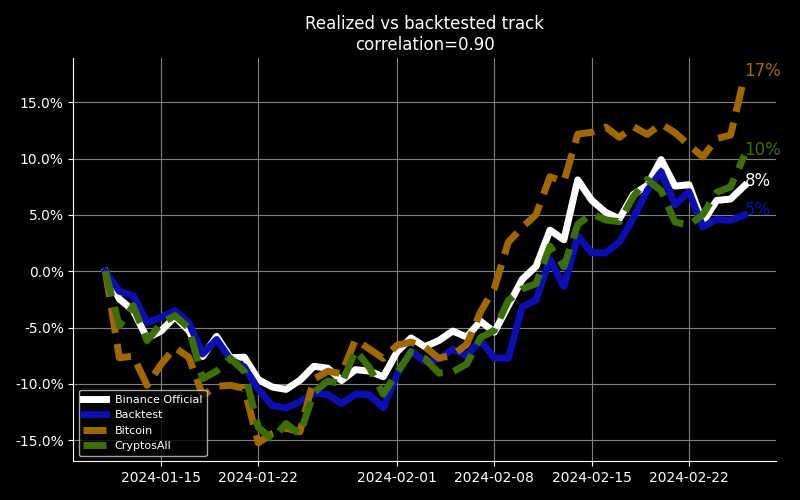 Realized vs backtested track
correlation=0.90
17%
15.0%
10.0%
10%
8%
5.0%
5%
0.0%
-5.0%
-10.0%
Binance Official
Backtest
Bitcoin
CryptosAll
-15.0%
2024-01-15
2024-01-22
2024-02-01
2024-02-08
2024-02-15
2024-02-22